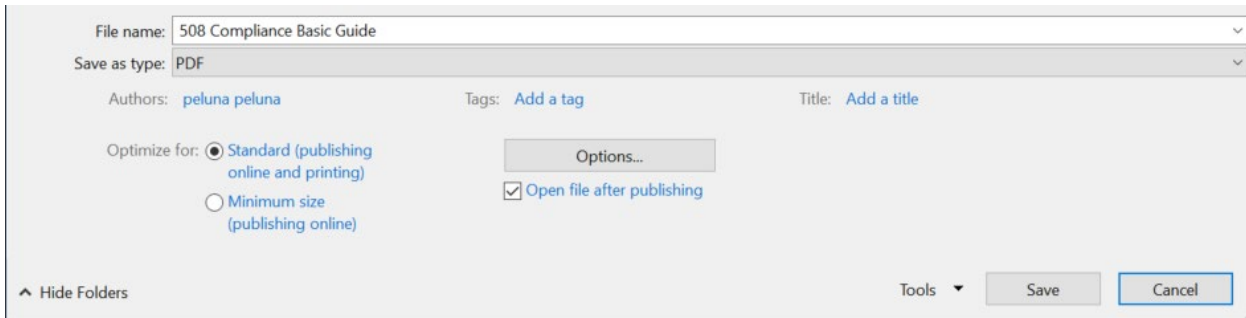 File name: 508 Compliance Basic Guide
Save as type: PDF
Authors: peluna peluna Tags: Add a tag Title: Add a title
Optimize for: Standard (publishing online and printing)
Options...
Minimum size (publishing online)
Open file after publishing
Hide Folders Tools Save Cancel